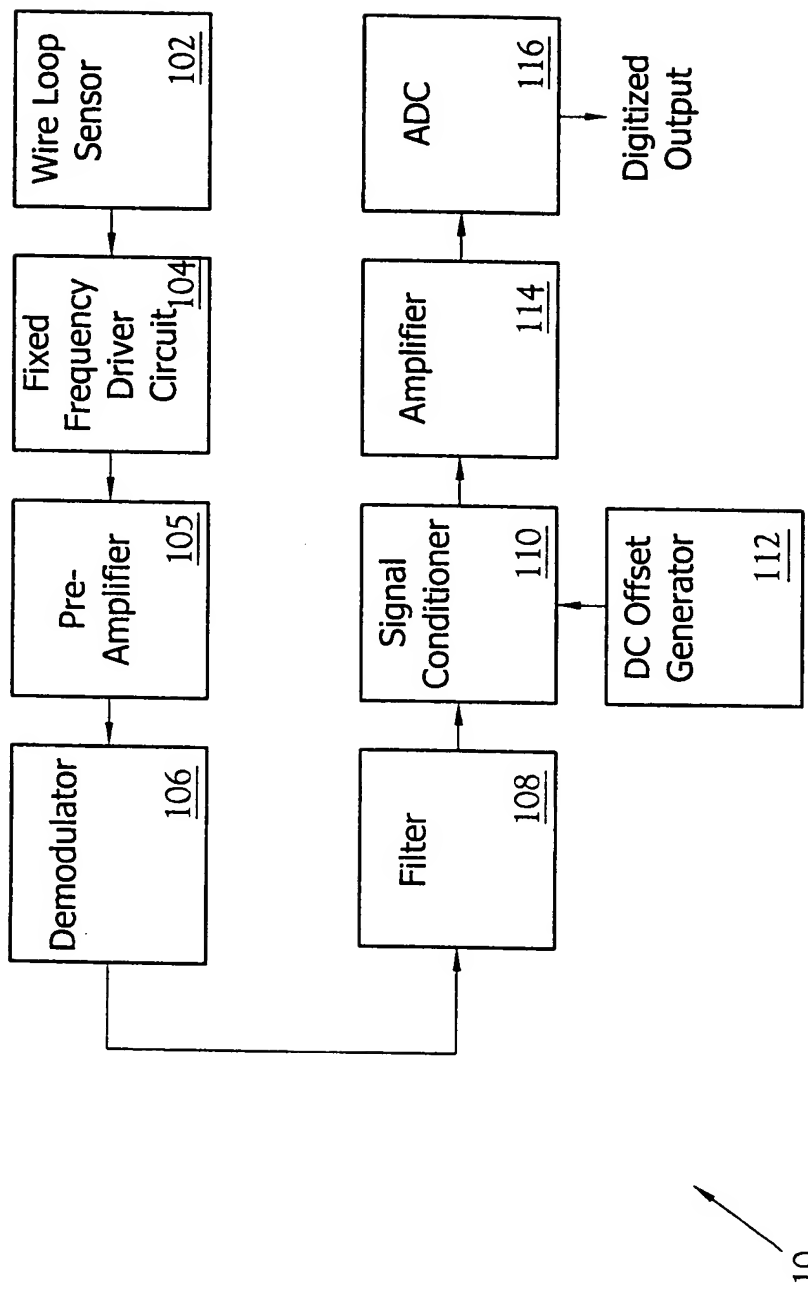 Wire Loop
Sensor
102
Fixed
Frequency
Driver
Circuit
104
Pre-
Amplifier
105
Demodulator
106
Filter
108
Signal
Conditioner
110
DC Offset
Generator
112
Amplifier
114
ADC
116
Digitized
Output
10